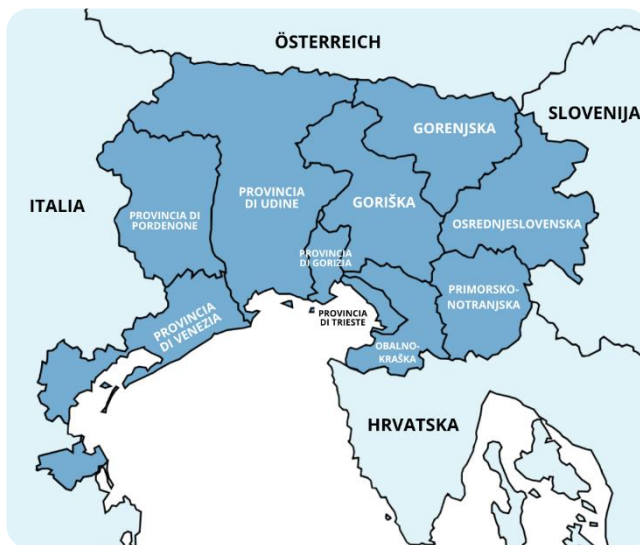 ÖSTERREICH
SLOVENIJA
GORENJSKA
ITALIA
PROVINCIA
DI UDINE
GORIŠKA
PROVINCIA DI
PORDENONE
OSREDNJESLOVENSKA
PROVINCIA
DI GORIZIA
PRIMORSKO-
NOTRANJSKA
PROVINCIA
DI VENEZIA
PROVINCIA
DI TRIESTE
OBALNO-
KRAŠKA
HRVATSKA